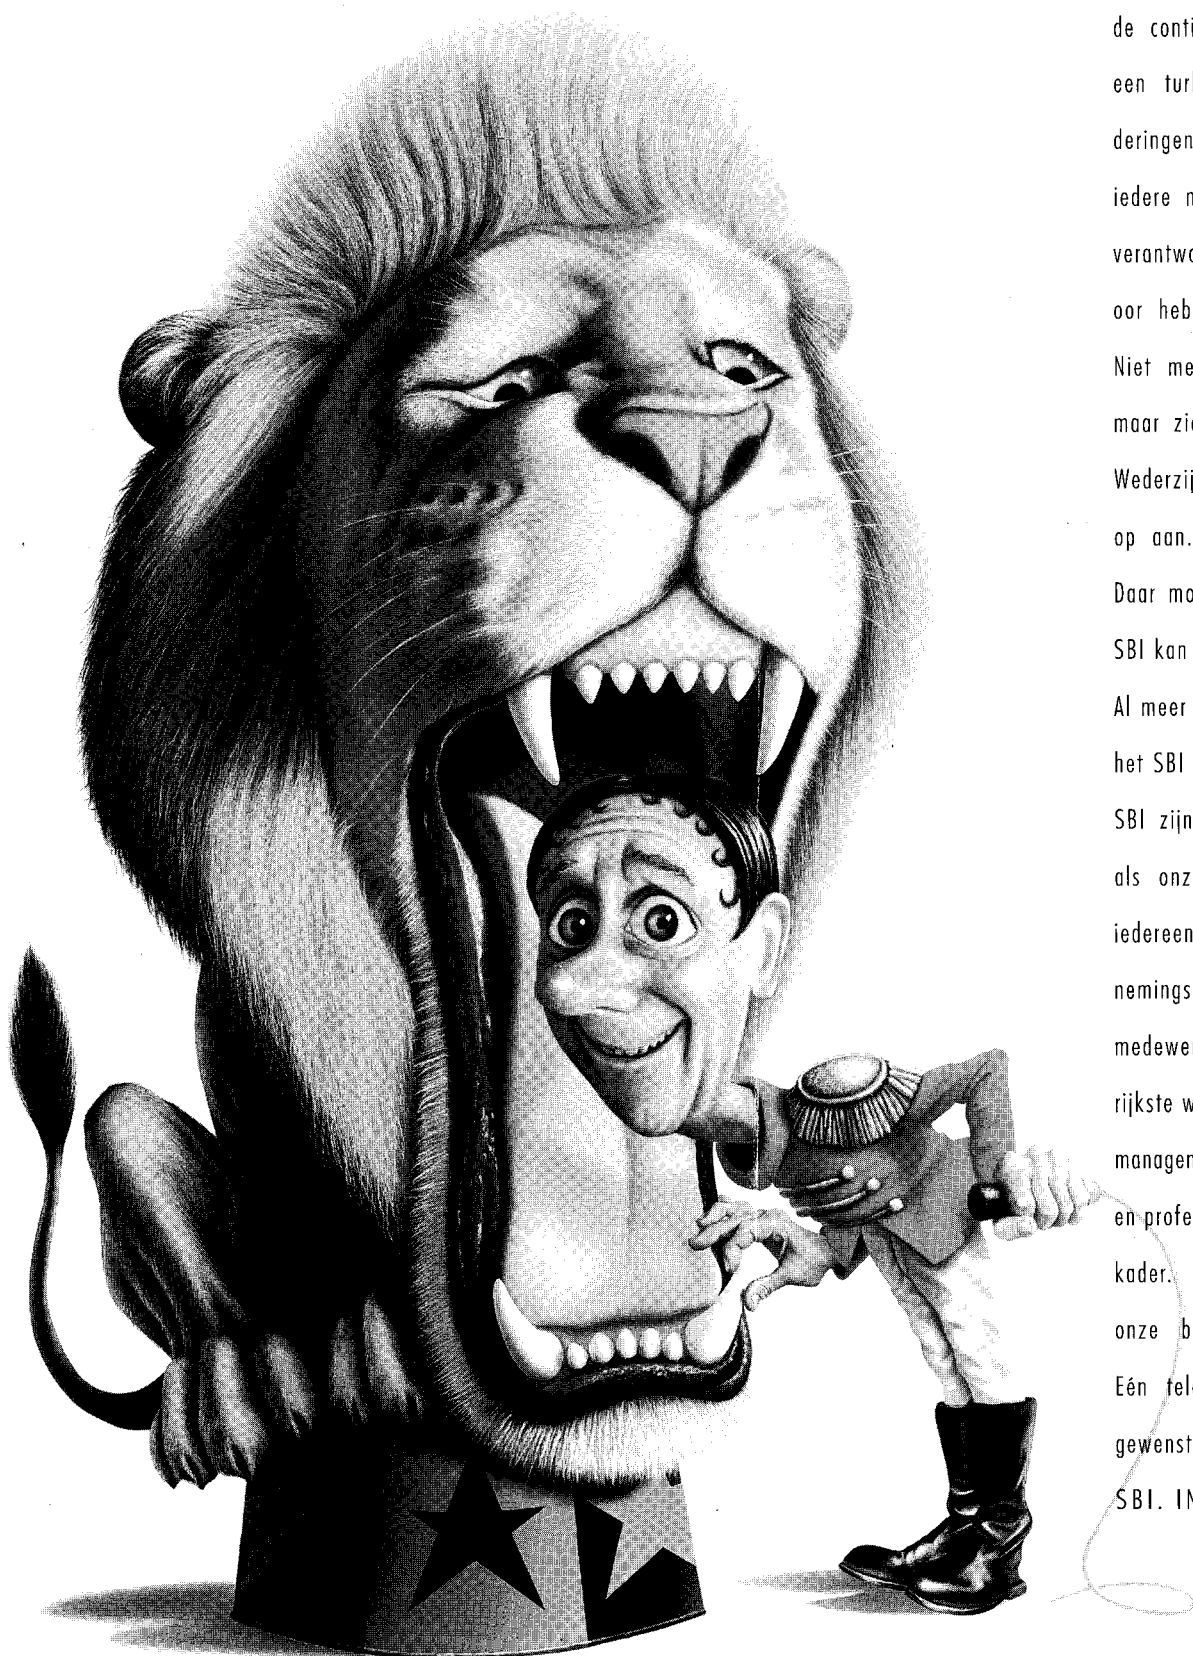 de conti
een turl
deringen
iedere n
verantwo
oor heb
Niet me
maar zie
Wederzij
op aan.
Daar mo
SBI kan
Al meer
het SBI
SBI zijn
als onz
iedereen
nemings
medewer
rijkste w
managen
en profe
kader.
onze b
Eén tel
gewenst
SBI. IN